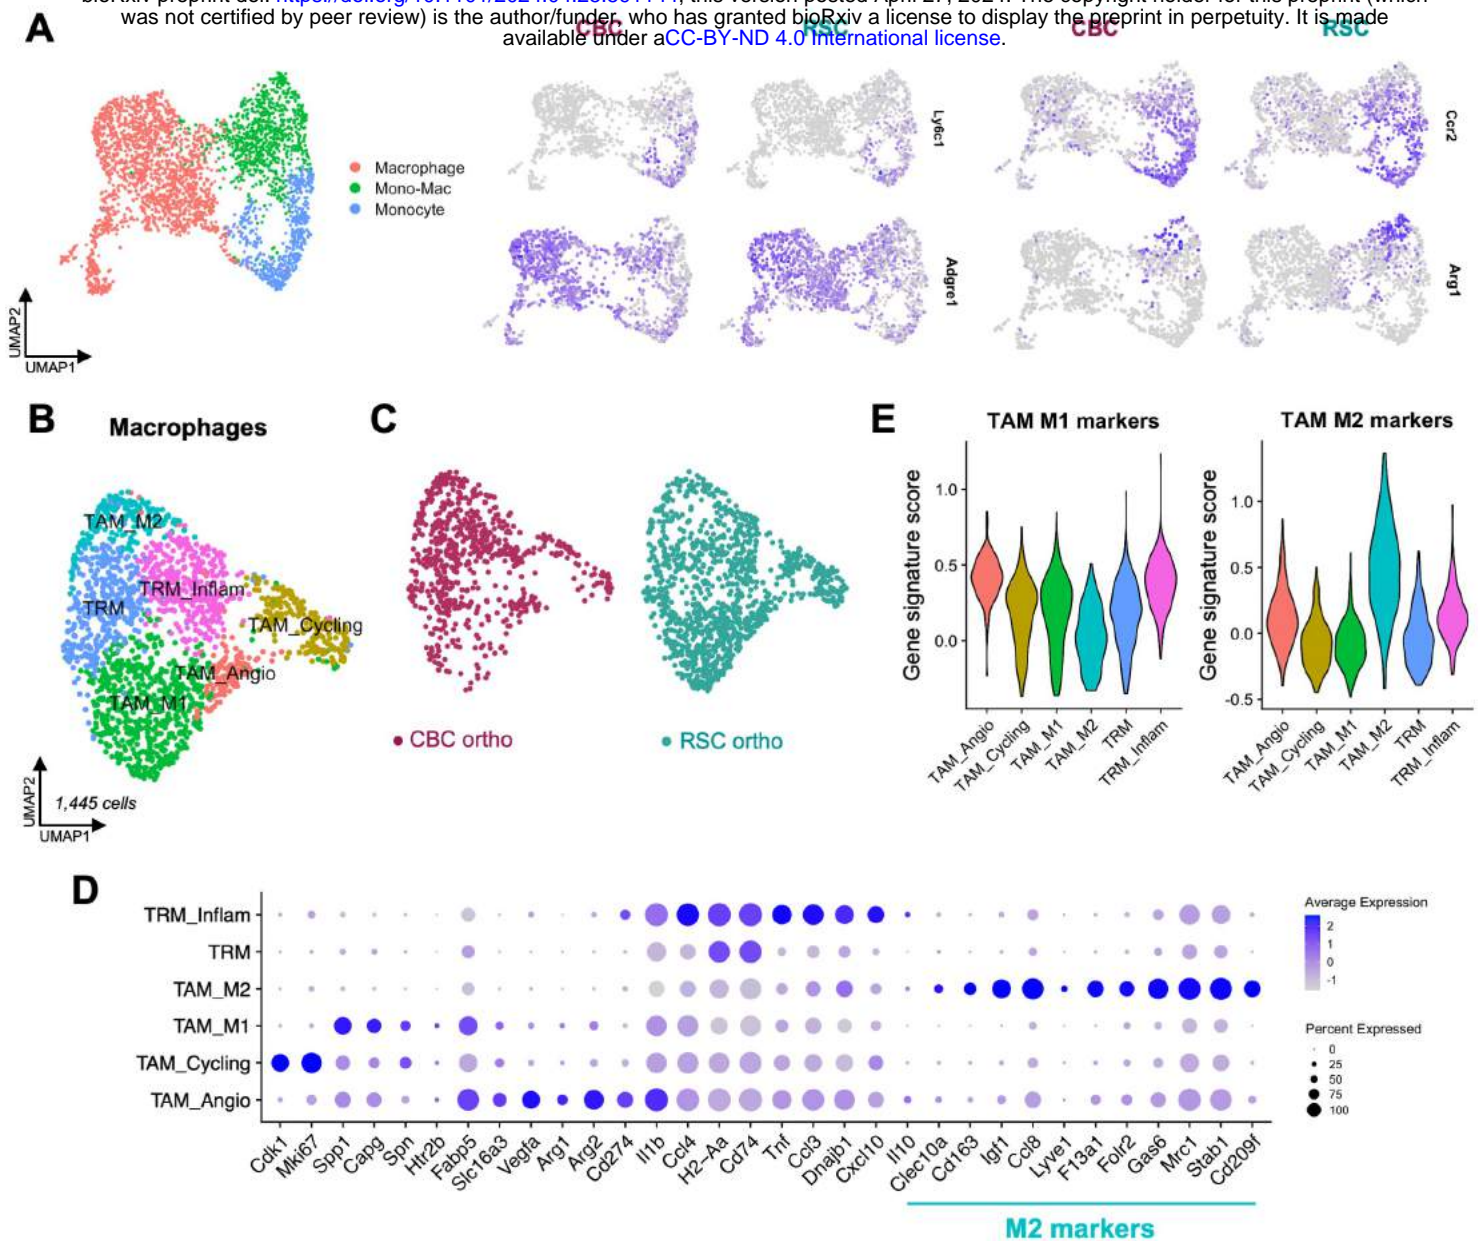 was not certified by peer review) is the author/funder, who has granted bioRxiv a license to display the preprint in perpetuity. It is made
available under aCC-BY-ND 4.0 International license.
A
CBC
RSC
CBC
RSC
Macrophage
Mono-Mac
Monocyte
Ly6c1
Ccr2
Adgre1
Arg1
UMAP2
UMAP1
B
Macrophages
TAM_M2
TRM_Inflam
TRM
TAM_Cycling
TAM_Angio
TAM_M1
UMAP2
1,445 cells
UMAP1
C
CBC ortho
RSC ortho
E
TAM M1 markers
Gene signature score
1.0
0.5
0.0
TAM_Angio
TAM_Cycling
TAM_M1
TAM_M2
TRM
TRM_Inflam
TAM M2 markers
Gene signature score
1.0
0.5
0.0
-0.5
TAM_Angio
TAM_Cycling
TAM_M1
TAM_M2
TRM
TRM_Inflam
D
TRM_Inflam
TRM
TAM_M2
TAM_M1
TAM_Cycling
TAM_Angio
Cdk1
Mki67
Spp1
Capg
Spn
Htr2b
Fabp5
Slc16a3
Vegfa
Arg1
Arg2
Cd274
Il1b
Ccl4
H2-Aa
Cd74
Tnf
Ccl3
Dnajb1
Cxcl10
Il10
Clec10a
Cd163
Igf1
Ccl8
Lyve1
F13a1
Folr2
Gas6
Mrc1
Stab1
Cd209f
M2 markers
Average Expression
2
1
0
-1
Percent Expressed
0
25
50
75
100